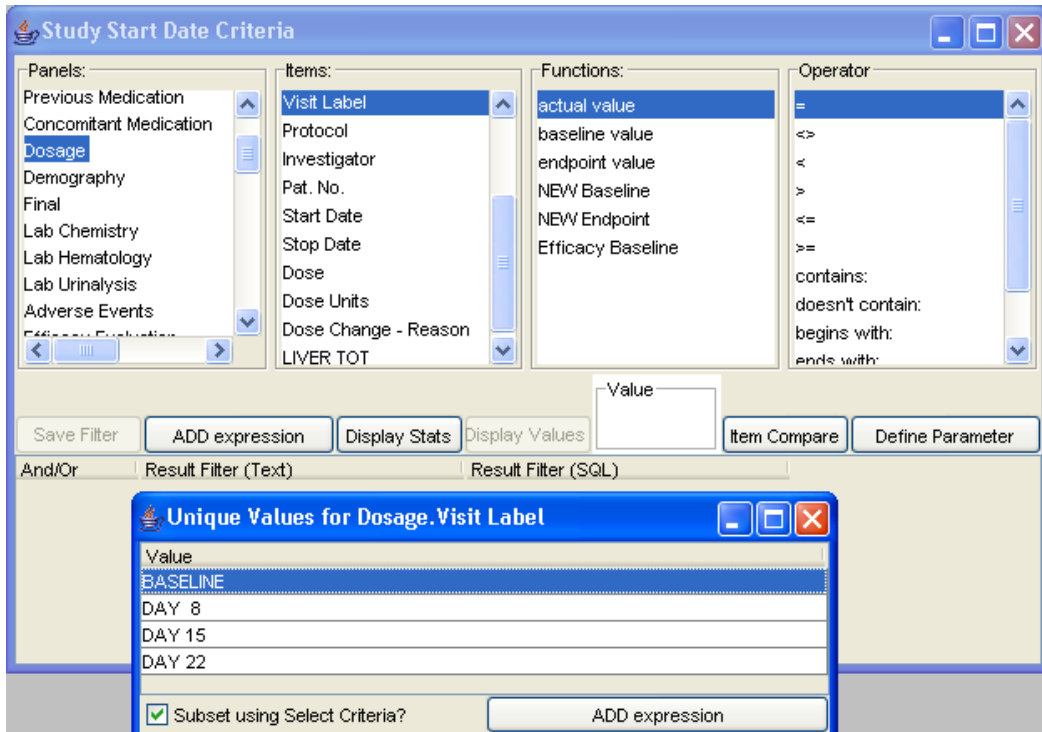 Study Start Date Criteria
Panels:
Previous Medication
Concomitant Medication
Dosage
Demography
Final
Lab Chemistry
Lab Hematology
Lab Urinalysis
Adverse Events
Efficacy Evaluation
Items:
Visit Label
Protocol
Investigator
Pat. No.
Start Date
Stop Date
Dose
Dose Units
Dose Change - Reason
LIVER TOT
Functions:
actual value
baseline value
endpoint value
NEW Baseline
NEW Endpoint
Efficacy Baseline
Operator
=
<>
<
>
<=
>=
contains:
doesn't contain:
begins with:
ends with:
Value
Save Filter ADD expression Display Stats Display Values Item Compare Define Parameter
And/Or Result Filter (Text) Result Filter (SQL)
Unique Values for Dosage.Visit Label
Value
BASELINE
DAY  8
DAY 15
DAY 22
Subset using Select Criteria? ADD expression